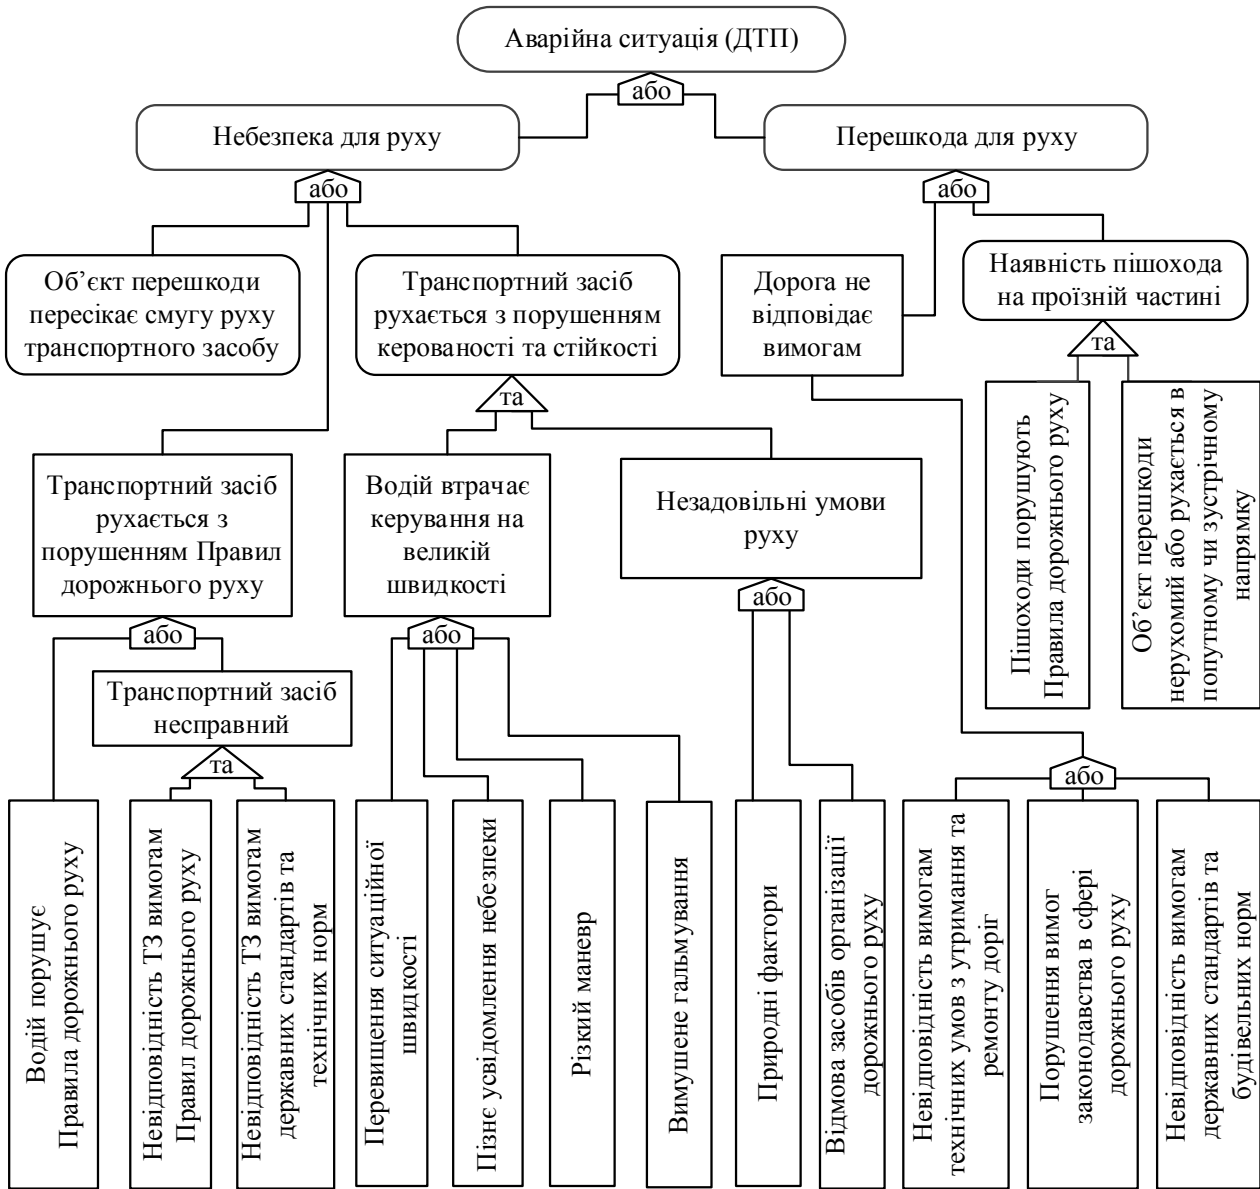 Аварійна ситуація (ДТП)
або
Небезпека для руху
Перешкода для руху
або
або
Об’єкт перешкоди
пересікає смугу руху
транспортного засобу
Транспортний засіб
рухається з порушенням
керованості та стійкості
Дорога не
відповідає
вимогам
Наявність пішохода
на проїзній частині
та
та
Транспортний засіб
рухається з
порушенням Правил
дорожнього руху
Водій втрачає
керування на
великій
швидкості
Незадовільні умови
руху
Пішоходи порушують
Правила дорожнього руху
Об’єкт перешкоди
нерухомий або рухається в
попутному чи зустрічному
напрямку
або
або
або
Транспортний засіб
несправний
та
або
Водій порушує
Правила дорожнього руху
Невідповідність ТЗ вимогам
Правил дорожнього руху
Невідповідність ТЗ вимогам
державних стандартів та
технічних норм
Перевищення ситуаційної
швидкості
Пізнє усвідомлення небезпеки
Різкий маневр
Вимушене гальмування
Природні фактори
Відмова засобів організації
дорожнього руху
Невідповідність вимогам
технічних умов з утримання та
ремонту доріг
Порушення вимог
законодавства в сфері
дорожнього руху
Невідповідність вимогам
державних стандартів та
будівельних норм